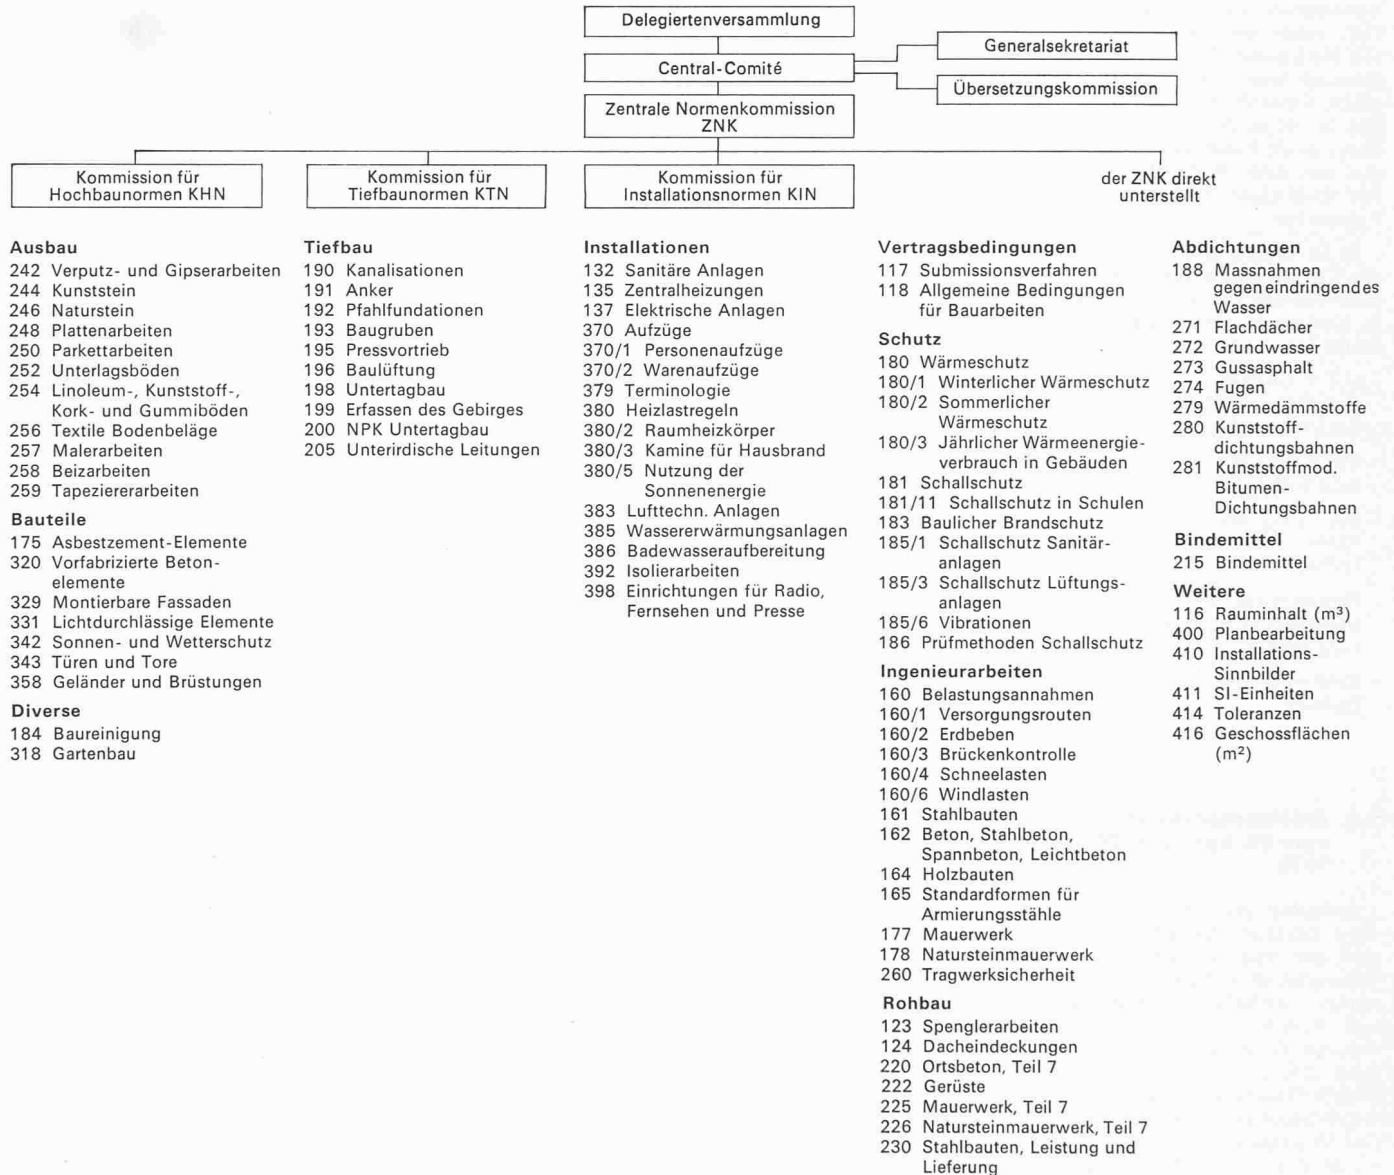 Delegiertenversammlung
Central-Comité
Generalsekretariat
Übersetzungskommission
Zentrale Normenkommission
ZNK
Kommission für
Hochbaunormen KHN
Kommission für
Tiefbaunormen KTN
Kommission für
Installationsnormen KIN
der ZNK direkt
unterstellt
Ausbau
242 Verputz- und Gipserarbeiten
244 Kunststein
246 Naturstein
248 Plattenarbeiten
250 Parkettarbeiten
252 Unterlagsböden
254 Linoleum-, Kunststoff-,
Kork- und Gummiböden
256 Textile Bodenbeläge
257 Malerarbeiten
258 Beizarbeiten
259 Tapeziererarbeiten
Bauteile
175 Asbestzement-Elemente
320 Vorfabrizierte Beton-
elemente
329 Montierbare Fassaden
331 Lichtdurchlässige Elemente
342 Sonnen- und Wetterschutz
343 Türen und Tore
358 Geländer und Brüstungen
Diverse
184 Baureinigung
318 Gartenbau
Tiefbau
190 Kanalisationen
191 Anker
192 Pfahlfundationen
193 Baugruben
195 Pressvortrieb
196 Baulüftung
198 Untertagbau
199 Erfassen des Gebirges
200 NPK Untertagbau
205 Unterirdische Leitungen
Installationen
132 Sanitäre Anlagen
135 Zentralheizungen
137 Elektrische Anlagen
370 Aufzüge
370/1 Personenaufzüge
370/2 Warenaufzüge
379 Terminologie
380 Heizlastregeln
380/2 Raumheizkörper
380/3 Kamine für Hausbrand
380/5 Nutzung der
Sonnenenergie
383 Lufttechn. Anlagen
385 Wassererwärmungsanlagen
386 Badewasseraufbereitung
392 Isolierarbeiten
398 Einrichtungen für Radio,
Fernsehen und Presse
Vertragsbedingungen
117 Submissionsverfahren
118 Allgemeine Bedingungen
für Bauarbeiten
Schutz
180 Wärmeschutz
180/1 Winterlicher Wärmeschutz
180/2 Sommerlicher
Wärmeschutz
180/3 Jährlicher Wärmeenergie-
verbrauch in Gebäuden
181 Schallschutz
181/11 Schallschutz in Schulen
183 Baulicher Brandschutz
185/1 Schallschutz Sanitär-
anlagen
185/3 Schallschutz Lüftungs-
anlagen
185/6 Vibrationen
186 Prüfmethoden Schallschutz
Ingenieurarbeiten
160 Belastungsannahmen
160/1 Versorgungsrouten
160/2 Erdbeben
160/3 Brückenkontrolle
160/4 Schneelasten
160/6 Windlasten
161 Stahlbauten
162 Beton, Stahlbeton,
Spannbeton, Leichtbeton
164 Holzbauten
165 Standardformen für
Armierungsstähle
177 Mauerwerk
178 Natursteinmauerwerk
260 Tragwerksicherheit
Rohbau
123 Spenglerarbeiten
124 Dacheindeckungen
220 Ortsbeton, Teil 7
222 Gerüste
225 Mauerwerk, Teil 7
226 Natursteinmauerwerk, Teil 7
230 Stahlbauten, Leistung und
Lieferung
Abdichtungen
188 Massnahmen
gegen eindringendes
Wasser
271 Flachdächer
272 Grundwasser
273 Gussasphalt
274 Fugen
279 Wärmedämmstoffe
280 Kunststoff-
dichtungsbahnen
281 Kunststoffmod.
Bitumen-
Dichtungsbahnen
Bindemittel
215 Bindemittel
Weitere
116 Rauminhalt (m³)
400 Planbearbeitung
410 Installations-
Sinnbilder
411 SI-Einheiten
414 Toleranzen
416 Geschossflächen
(m²)